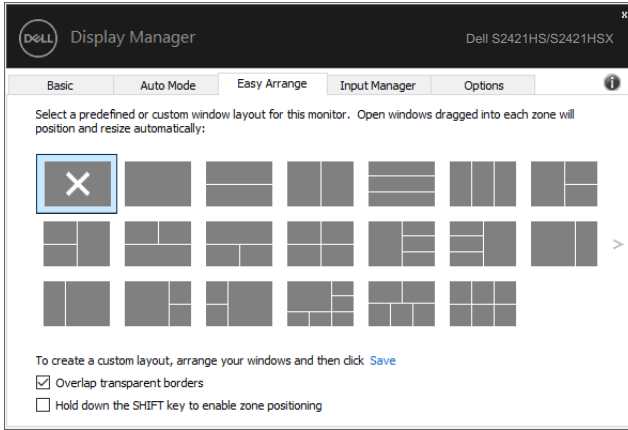 x
DELL Display Manager Dell S2421HS/S2421HSX
Basic Auto Mode Easy Arrange Input Manager Options i
Select a predefined or custom window layout for this monitor. Open windows dragged into each zone will
position and resize automatically:
>
To create a custom layout, arrange your windows and then click Save
Overlap transparent borders
Hold down the SHIFT key to enable zone positioning